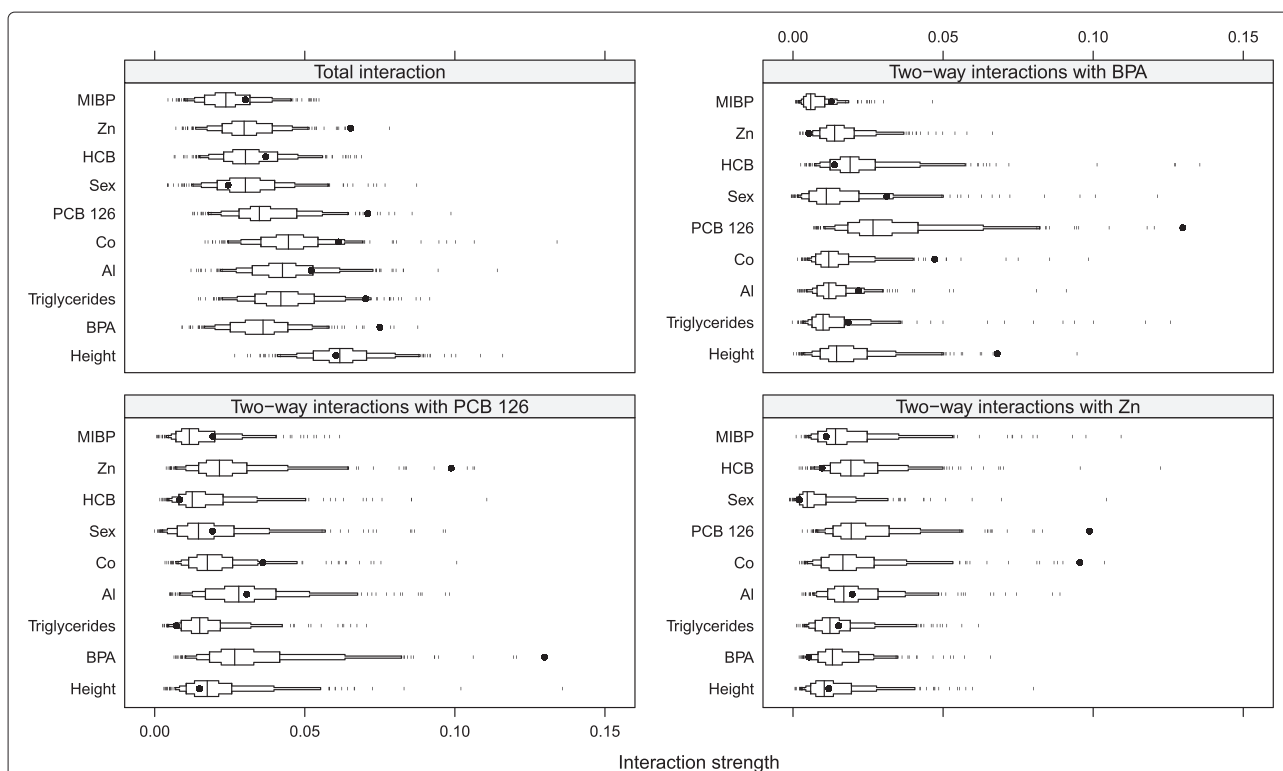 0.00 0.05 0.10 0.15
Total interaction
MIBP
Zn
HCB
Sex
PCB 126
Co
Al
Triglycerides
BPA
Height
Two−way interactions with BPA
MIBP
Zn
HCB
Sex
PCB 126
Co
Al
Triglycerides
Height
Two−way interactions with PCB 126
MIBP
Zn
HCB
Sex
Co
Al
Triglycerides
BPA
Height
Two−way interactions with Zn
MIBP
HCB
Sex
PCB 126
Co
Al
Triglycerides
BPA
Height
0.00 0.05 0.10 0.15
Interaction strength